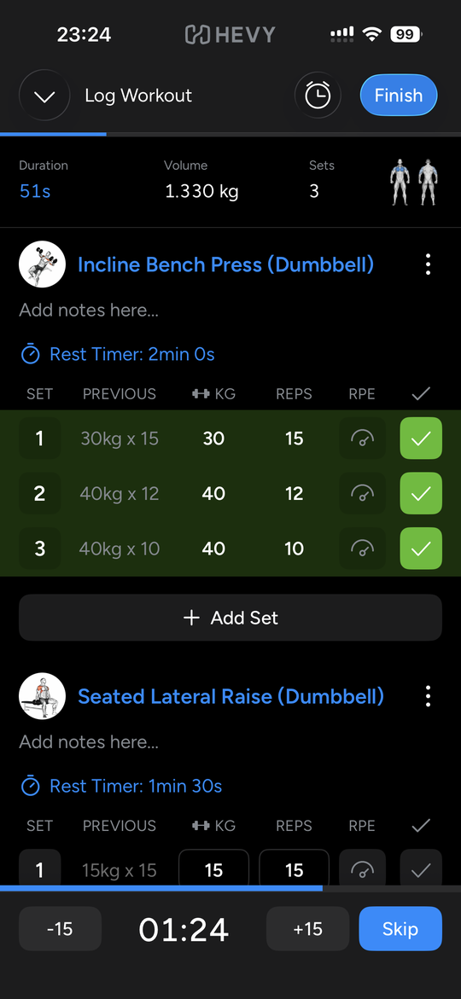 23:24 HEVY 99
Log Workout Finish
Duration Volume Sets
51s 1.330 kg 3
Incline Bench Press (Dumbbell)
Add notes here...
Rest Timer: 2min 0s
SET PREVIOUS KG REPS RPE
1 30kg x 15 30 15
2 40kg x 12 40 12
3 40kg x 10 40 10
+ Add Set
Seated Lateral Raise (Dumbbell)
Add notes here...
Rest Timer: 1min 30s
SET PREVIOUS KG REPS RPE
1 15kg x 15 15 15
-15 01:24 +15 Skip